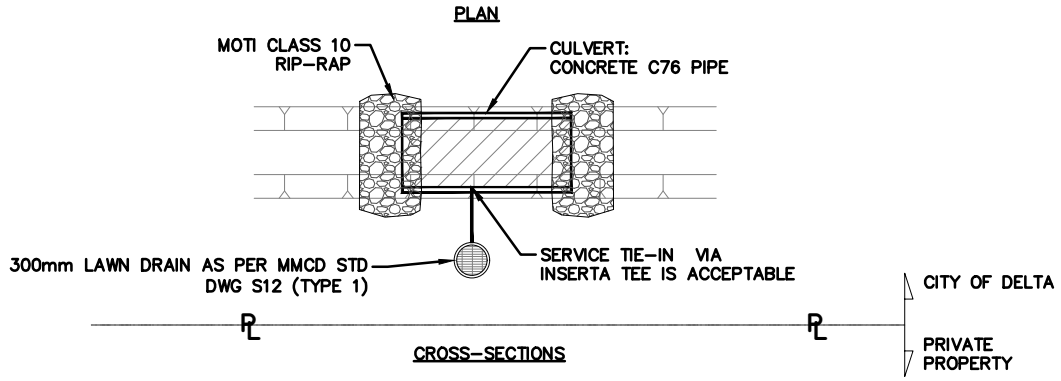 PLAN
MOTI CLASS 10
RIP-RAP
CULVERT:
CONCRETE C76 PIPE
300mm LAWN DRAIN AS PER MMCD STD
DWG S12 (TYPE 1)
SERVICE TIE-IN VIA
INSERTA TEE IS ACCEPTABLE
CITY OF DELTA
PL
PL
PRIVATE
PROPERTY
CROSS-SECTIONS